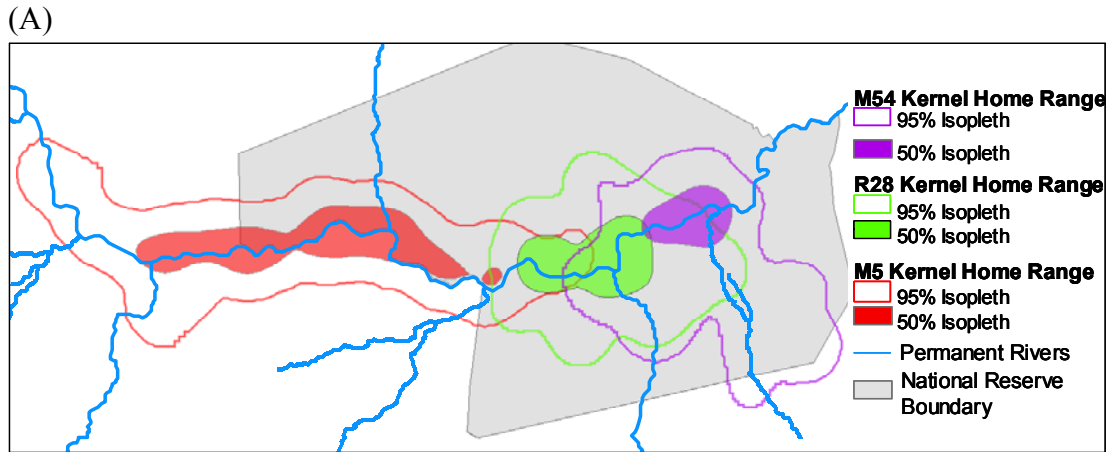 (A)
M54 Kernel Home Range
95% Isopleth
50% Isopleth
R28 Kernel Home Range
95% Isopleth
50% Isopleth
M5 Kernel Home Range
95% Isopleth
50% Isopleth
Permanent Rivers
National Reserve
Boundary